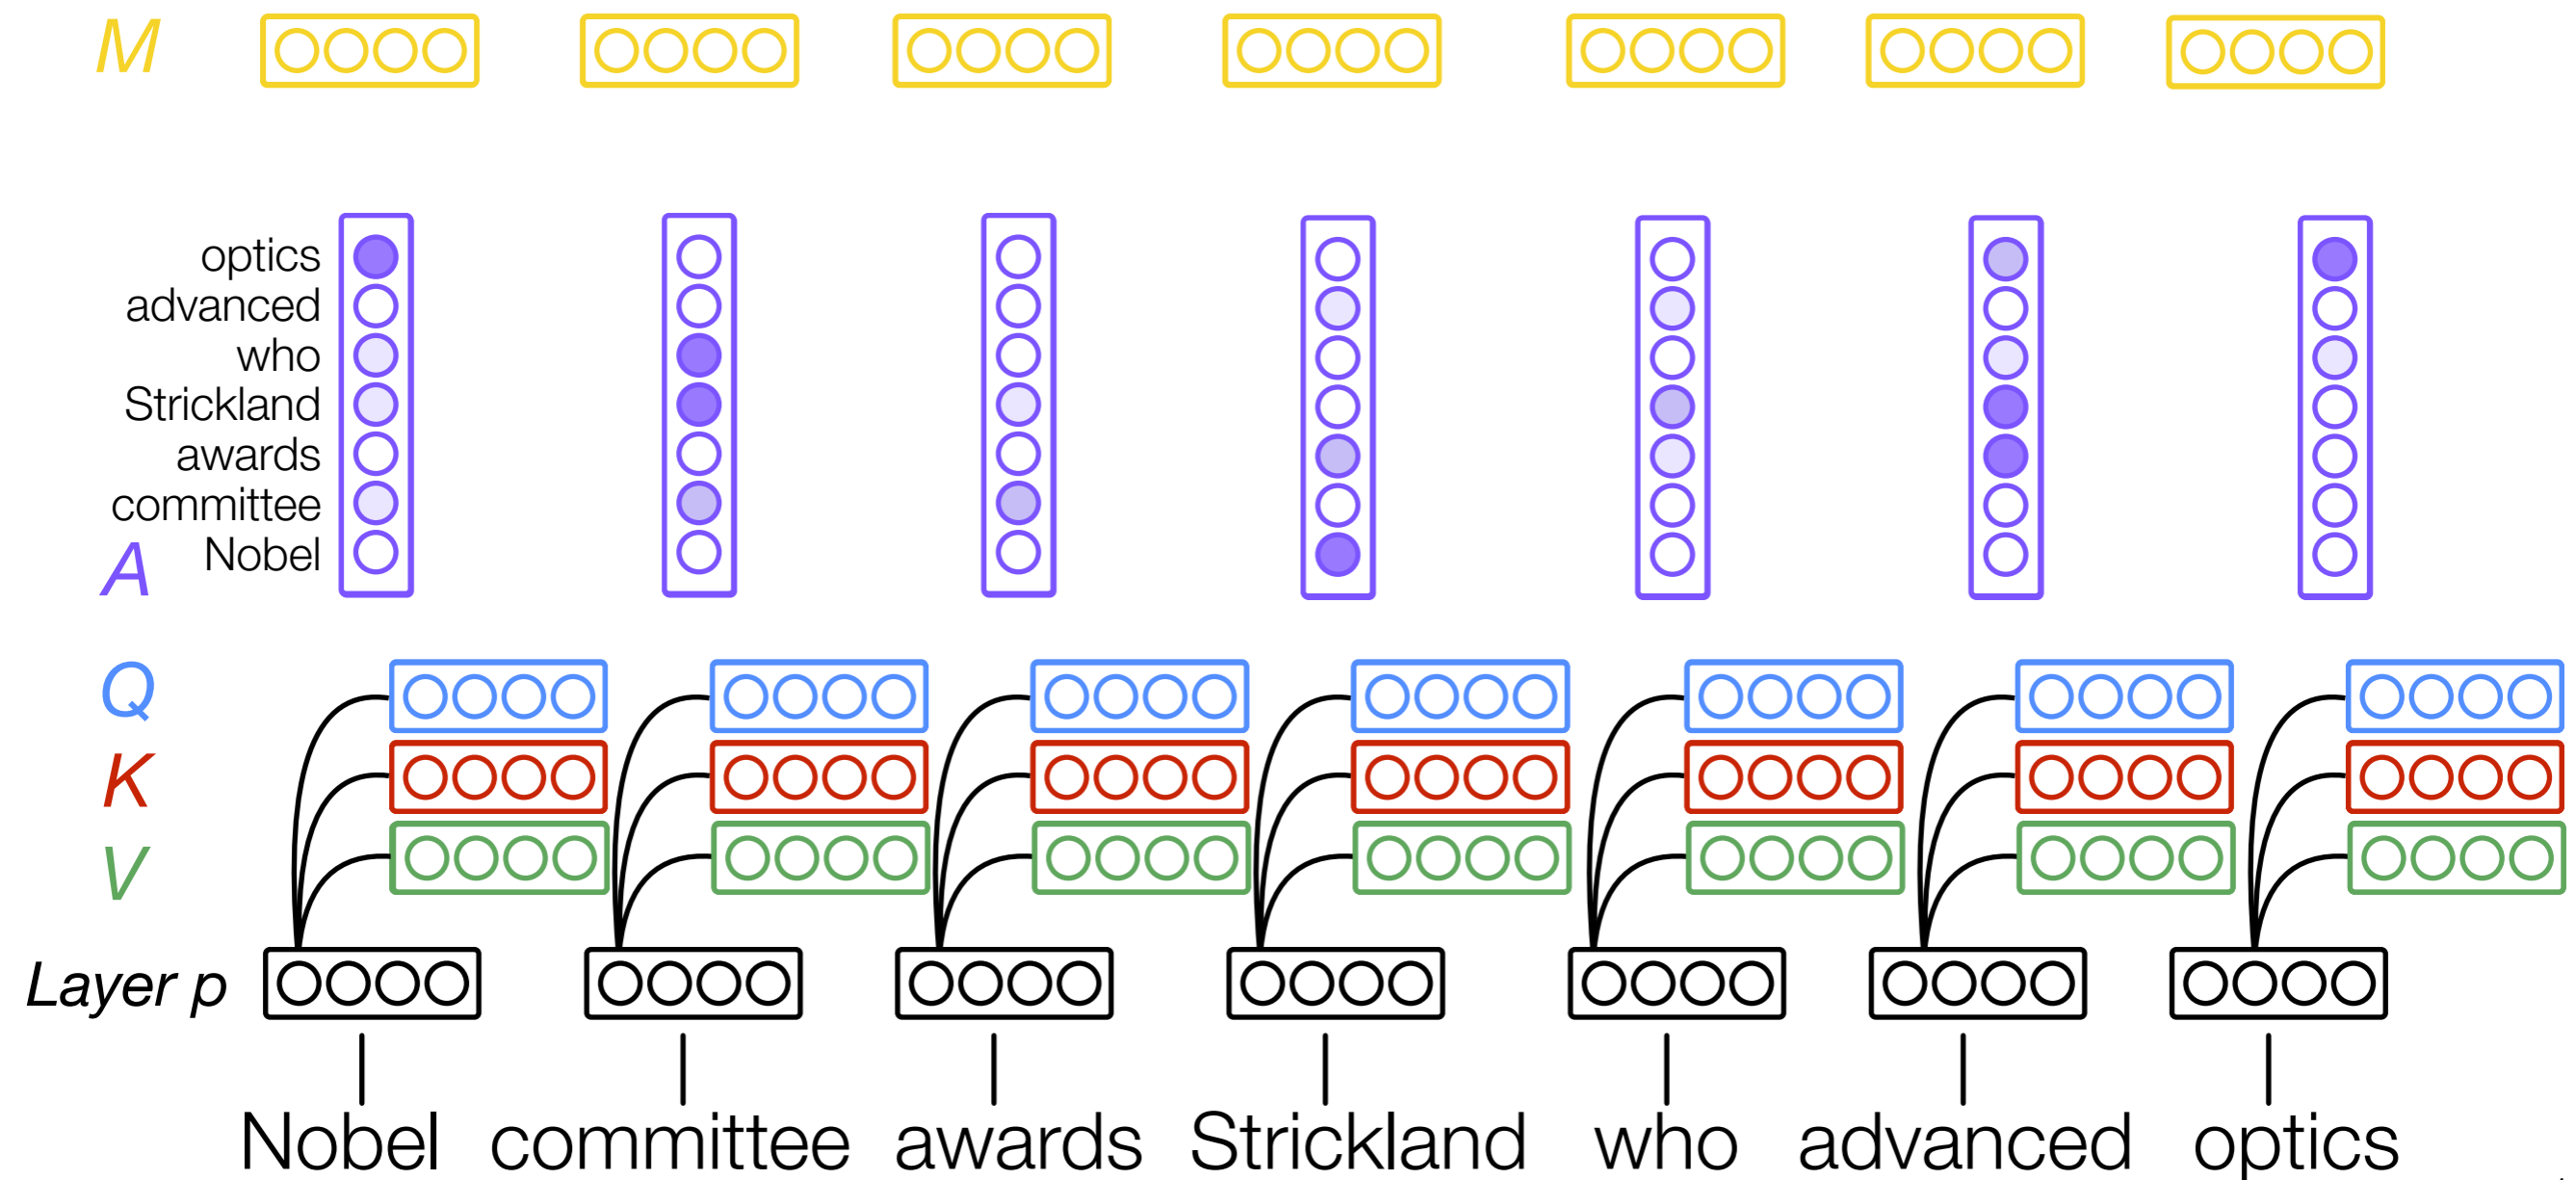 M
optics
advanced
who
Strickland
awards
committee
Nobel
A
Q
K
V
Layer p
Nobel committee awards Strickland who advanced optics